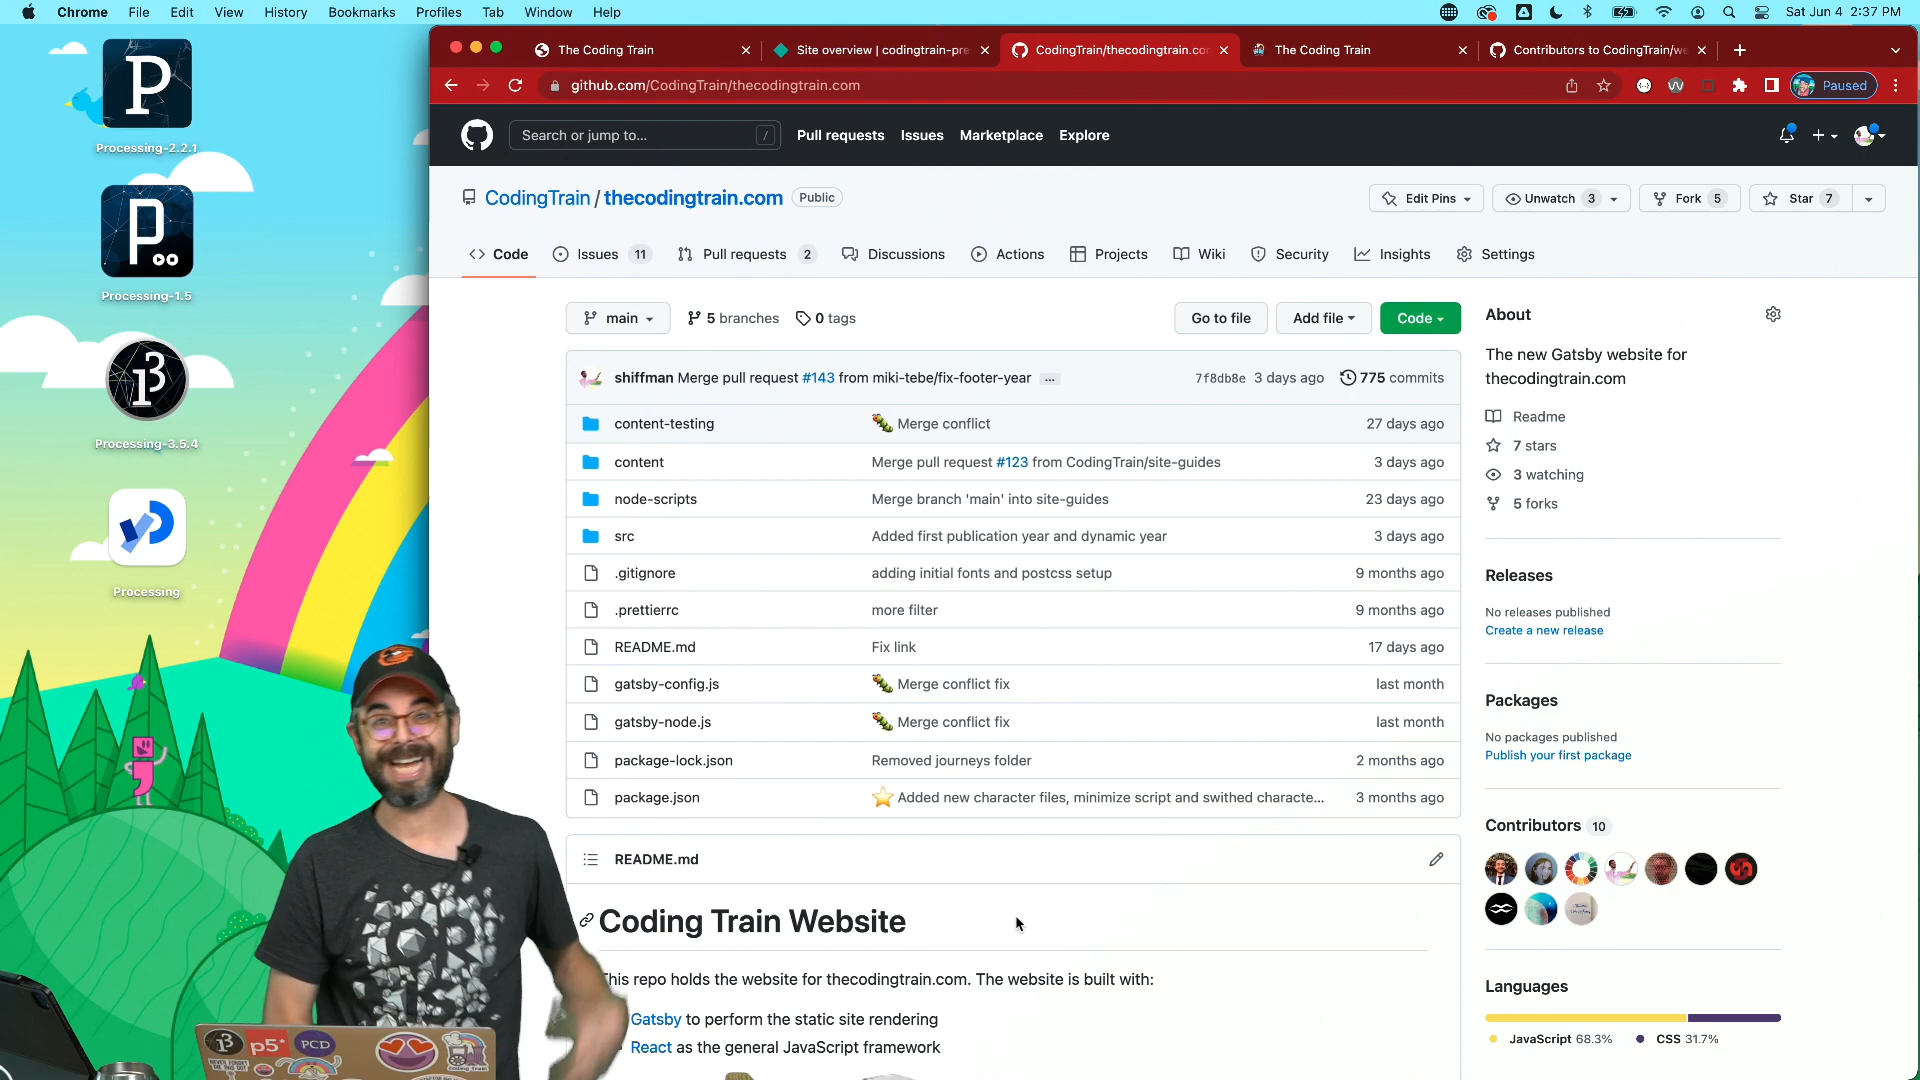 Chrome File Edit View History Bookmarks Profiles Tab Window Help Sat Jun 4 2:37 PM
The Coding Train
Site overview | codingtrain-pre
CodingTrain/thecodingtrain.co
The Coding Train
Contributors to CodingTrain/we
github.com/CodingTrain/thecodingtrain.com
Paused
Search or jump to... /
Pull requests Issues Marketplace Explore
CodingTrain / thecodingtrain.com Public
Edit Pins Unwatch 3 Fork 5 Star 7
Code Issues 11 Pull requests 2 Discussions Actions Projects Wiki Security Insights Settings
main 5 branches 0 tags Go to file Add file Code
shiffman Merge pull request #143 from miki-tebe/fix-footer-year ... 7f8db8e 3 days ago 775 commits
content-testing Merge conflict 27 days ago
content Merge pull request #123 from CodingTrain/site-guides 3 days ago
node-scripts Merge branch 'main' into site-guides 23 days ago
src Added first publication year and dynamic year 3 days ago
.gitignore adding initial fonts and postcss setup 9 months ago
.prettierrc more filter 9 months ago
README.md Fix link 17 days ago
gatsby-config.js Merge conflict fix last month
gatsby-node.js Merge conflict fix last month
package-lock.json Removed journeys folder 2 months ago
package.json Added new character files, minimize script and swithed characte... 3 months ago
README.md
Coding Train Website
This repo holds the website for thecodingtrain.com. The website is built with:
Gatsby to perform the static site rendering
React as the general JavaScript framework
About
The new Gatsby website for
thecodingtrain.com
Readme
7 stars
3 watching
5 forks
Releases
No releases published
Create a new release
Packages
No packages published
Publish your first package
Contributors 10
Languages
JavaScript 68.3% CSS 31.7%
P
Processing-2.2.1
P
Processing-1.5
i3
Processing-3.5.4
Processing
i3
p5*
PCD